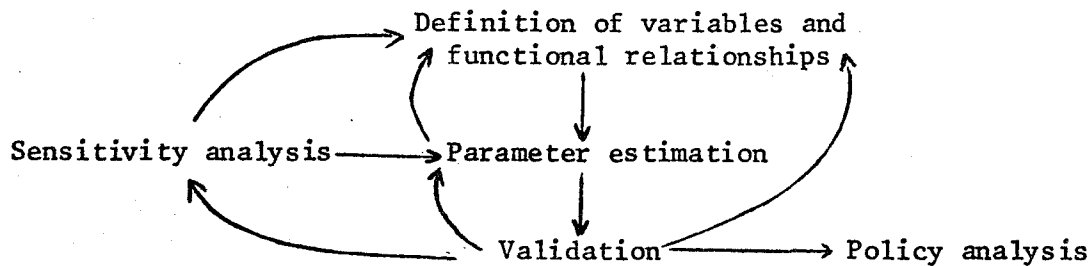 Definition of variables and
functional relationships
Sensitivity analysis
Parameter estimation
Validation
Policy analysis